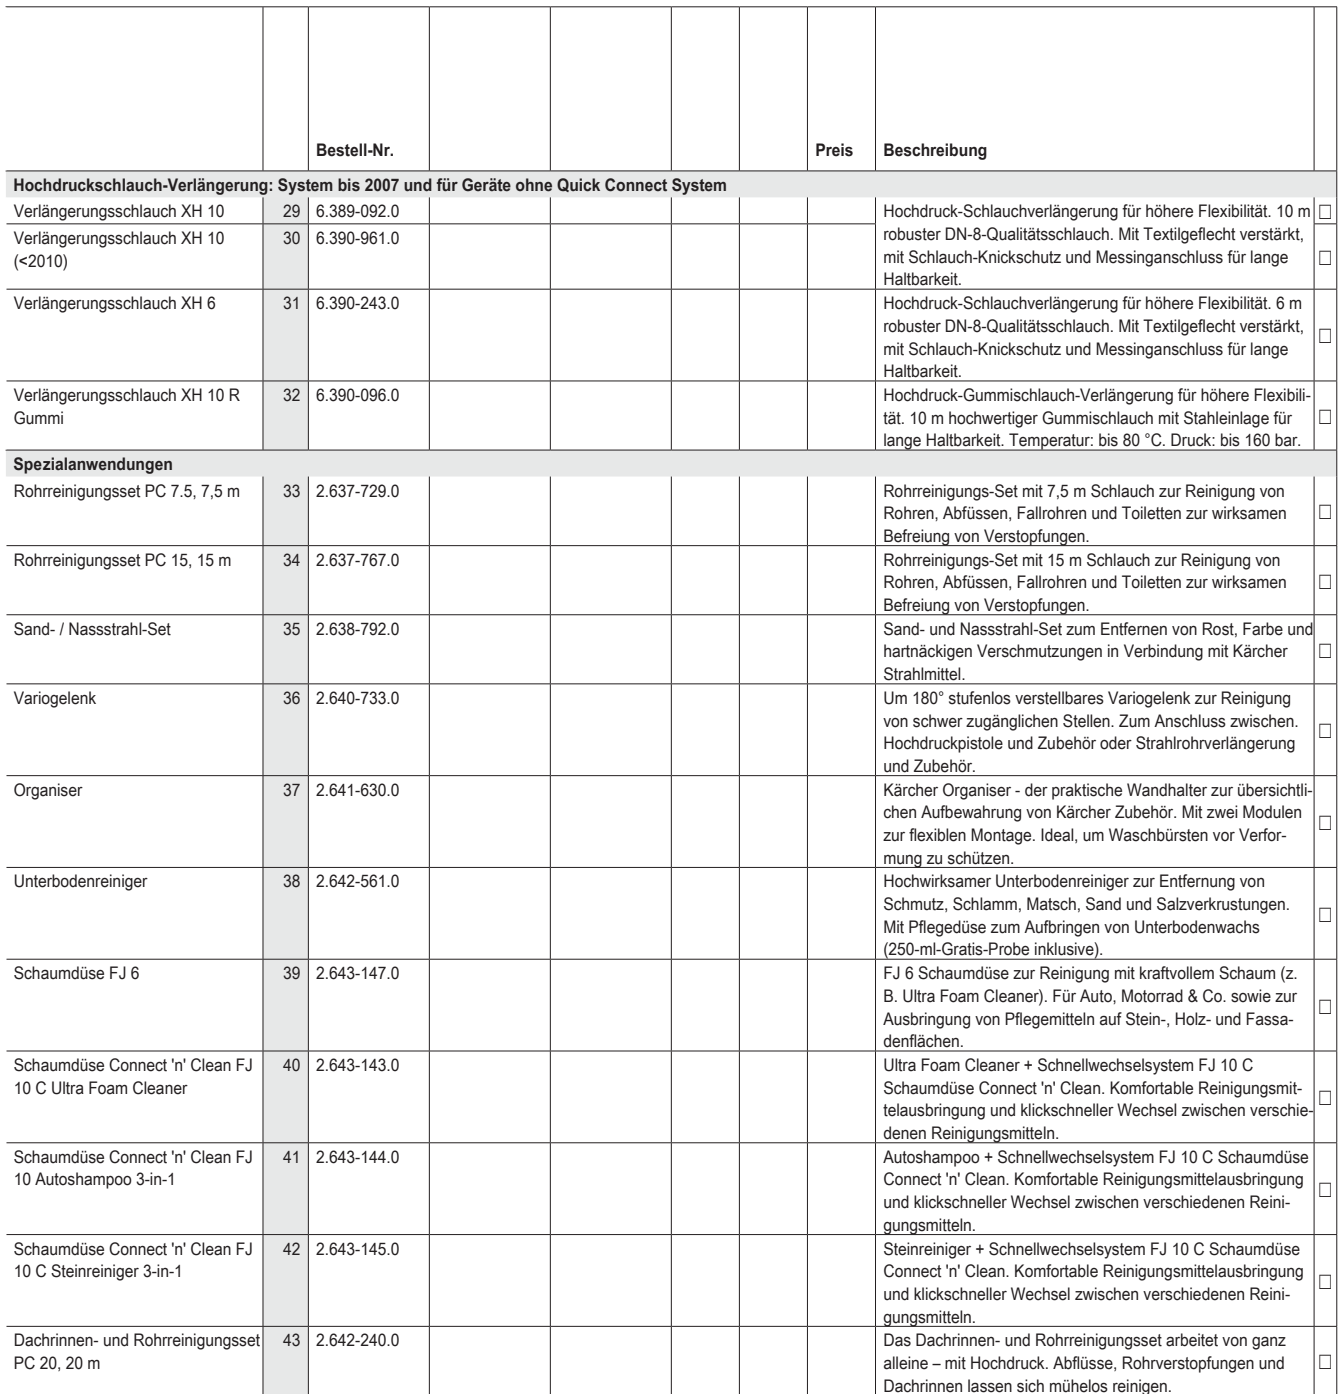 Bestell-Nr. Preis Beschreibung
Hochdruckschlauch-Verlängerung: System bis 2007 und für Geräte ohne Quick Connect System
Verlängerungsschlauch XH 10 29 6.389-092.0 Hochdruck-Schlauchverlängerung für höhere Flexibilität. 10 m
Verlängerungsschlauch XH 10 30 6.390-961.0 robuster DN-8-Qualitätsschlauch. Mit Textilgeflecht verstärkt,
(<2010) mit Schlauch-Knickschutz und Messinganschluss für lange
Haltbarkeit.
Verlängerungsschlauch XH 6 31 6.390-243.0 Hochdruck-Schlauchverlängerung für höhere Flexibilität. 6 m
robuster DN-8-Qualitätsschlauch. Mit Textilgeflecht verstärkt,
mit Schlauch-Knickschutz und Messinganschluss für lange
Haltbarkeit.
Verlängerungsschlauch XH 10 R 32 6.390-096.0 Hochdruck-Gummischlauch-Verlängerung für höhere Flexibili-
Gummi tät. 10 m hochwertiger Gummischlauch mit Stahleinlage für
lange Haltbarkeit. Temperatur: bis 80 °C. Druck: bis 160 bar.
Spezialanwendungen
Rohrreinigungsset PC 7.5, 7,5 m 33 2.637-729.0 Rohrreinigungs-Set mit 7,5 m Schlauch zur Reinigung von
Rohren, Abfüssen, Fallrohren und Toiletten zur wirksamen
Befreiung von Verstopfungen.
Rohrreinigungsset PC 15, 15 m 34 2.637-767.0 Rohrreinigungs-Set mit 15 m Schlauch zur Reinigung von
Rohren, Abfüssen, Fallrohren und Toiletten zur wirksamen
Befreiung von Verstopfungen.
Sand- / Nassstrahl-Set 35 2.638-792.0 Sand- und Nassstrahl-Set zum Entfernen von Rost, Farbe und
hartnäckigen Verschmutzungen in Verbindung mit Kärcher
Strahlmittel.
Variogelenk 36 2.640-733.0 Um 180° stufenlos verstellbares Variogelenk zur Reinigung
von schwer zugänglichen Stellen. Zum Anschluss zwischen.
Hochdruckpistole und Zubehör oder Strahlrohrverlängerung
und Zubehör.
Organiser 37 2.641-630.0 Kärcher Organiser - der praktische Wandhalter zur übersichtli-
chen Aufbewahrung von Kärcher Zubehör. Mit zwei Modulen
zur flexiblen Montage. Ideal, um Waschbürsten vor Verfor-
mung zu schützen.
Unterbodenreiniger 38 2.642-561.0 Hochwirksamer Unterbodenreiniger zur Entfernung von
Schmutz, Schlamm, Matsch, Sand und Salzverkrustungen.
Mit Pflegedüse zum Aufbringen von Unterbodenwachs
(250-ml-Gratis-Probe inklusive).
Schaumdüse FJ 6 39 2.643-147.0 FJ 6 Schaumdüse zur Reinigung mit kraftvollem Schaum (z.
B. Ultra Foam Cleaner). Für Auto, Motorrad & Co. sowie zur
Ausbringung von Pflegemitteln auf Stein-, Holz- und Fassa-
denflächen.
Schaumdüse Connect 'n' Clean FJ 40 2.643-143.0 Ultra Foam Cleaner + Schnellwechselsystem FJ 10 C
10 C Ultra Foam Cleaner Schaumdüse Connect 'n' Clean. Komfortable Reinigungsmit-
telausbringung und klickschneller Wechsel zwischen verschie-
denen Reinigungsmitteln.
Schaumdüse Connect 'n' Clean FJ 41 2.643-144.0 Autoshampoo + Schnellwechselsystem FJ 10 C Schaumdüse
10 Autoshampoo 3-in-1 Connect 'n' Clean. Komfortable Reinigungsmittelausbringung
und klickschneller Wechsel zwischen verschiedenen Reini-
gungsmitteln.
Schaumdüse Connect 'n' Clean FJ 42 2.643-145.0 Steinreiniger + Schnellwechselsystem FJ 10 C Schaumdüse
10 C Steinreiniger 3-in-1 Connect 'n' Clean. Komfortable Reinigungsmittelausbringung
und klickschneller Wechsel zwischen verschiedenen Reini-
gungsmitteln.
Dachrinnen- und Rohrreinigungsset 43 2.642-240.0 Das Dachrinnen- und Rohrreinigungsset arbeitet von ganz
PC 20, 20 m alleine – mit Hochdruck. Abflüsse, Rohrverstopfungen und
Dachrinnen lassen sich mühelos reinigen.